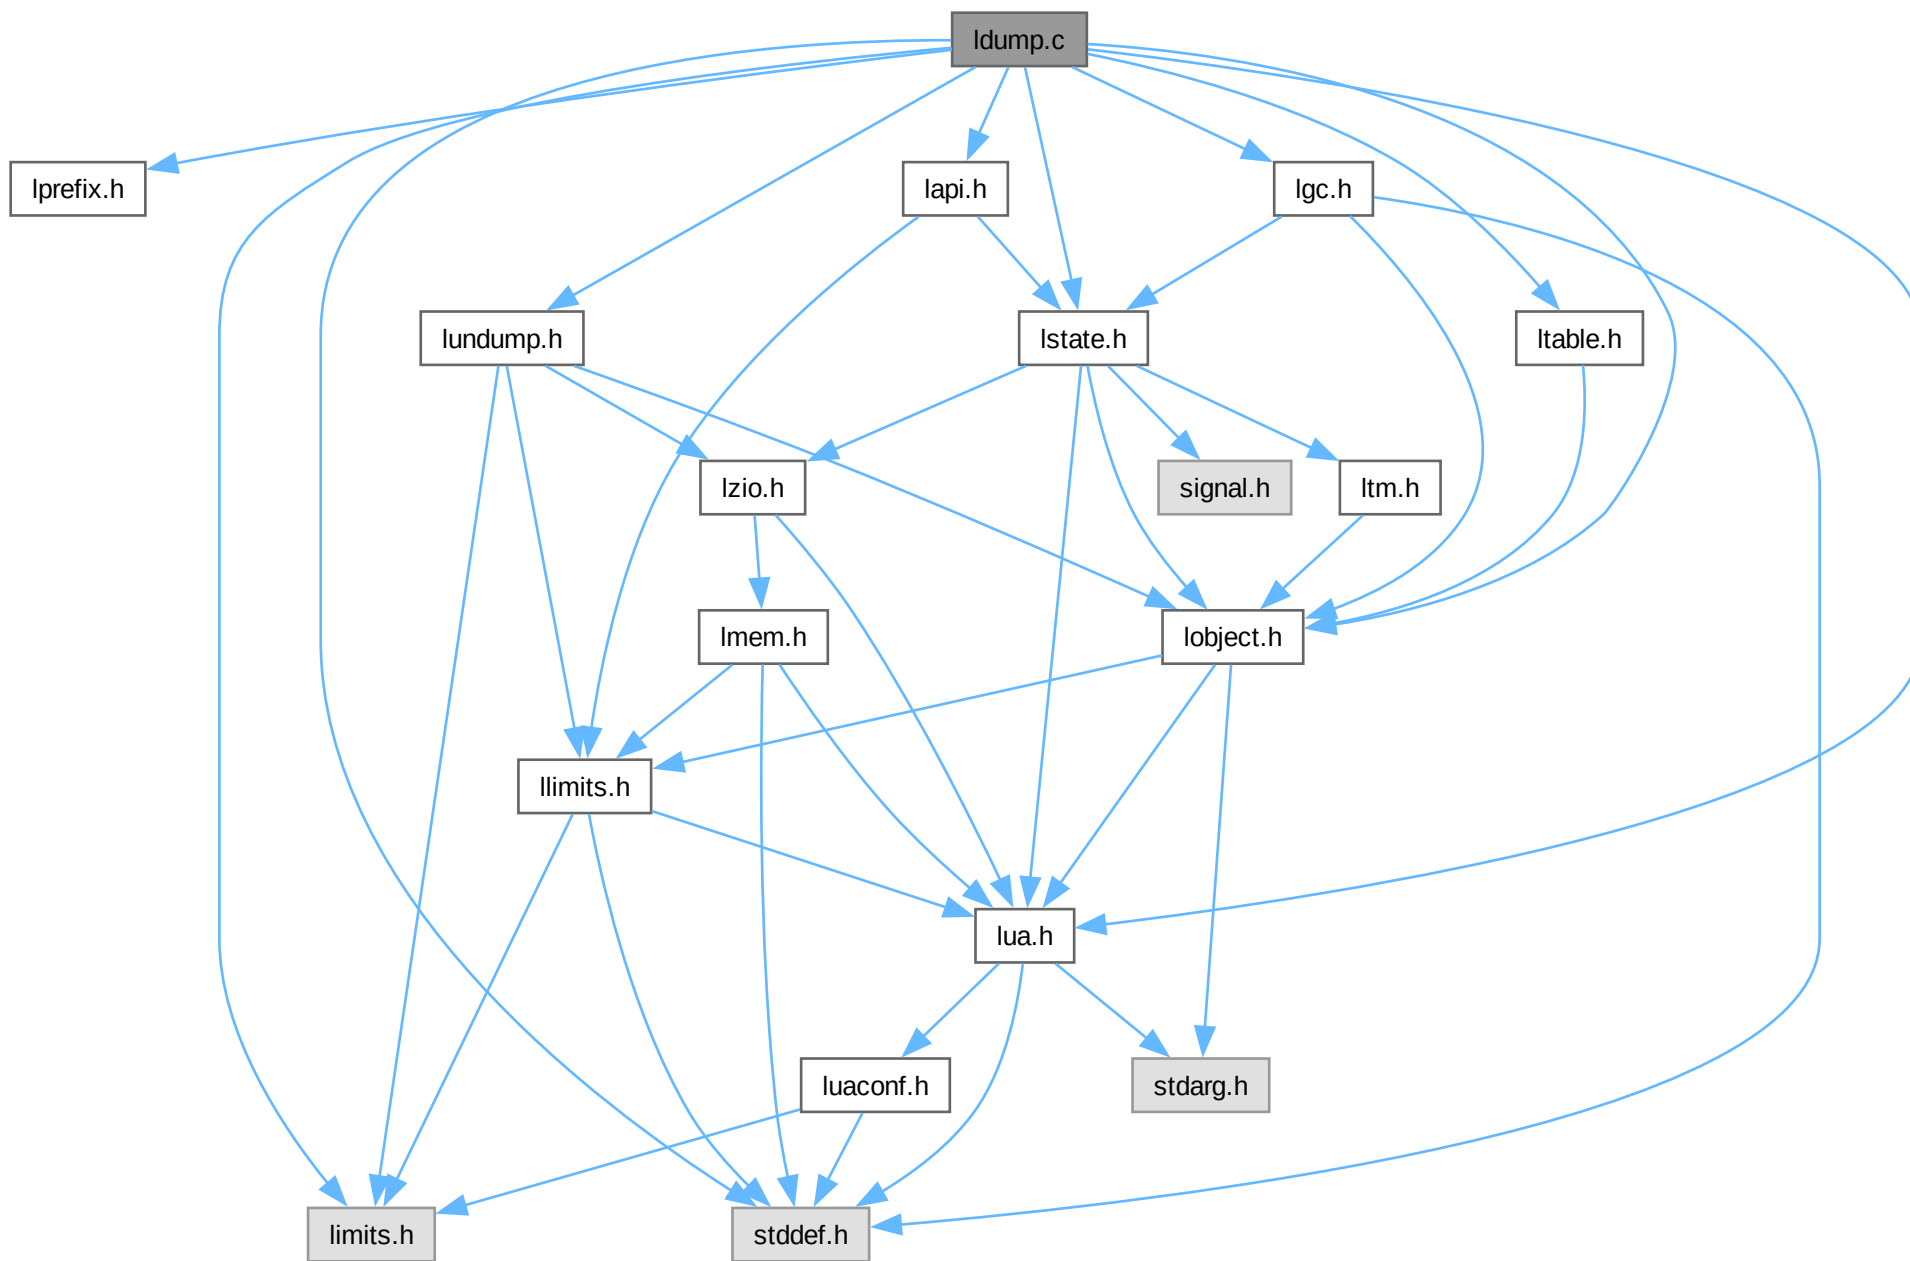 ldump.c
lprefix.h
lapi.h
lgc.h
lundump.h
lstate.h
ltable.h
lzio.h
signal.h
ltm.h
lmem.h
lobject.h
llimits.h
lua.h
luaconf.h
stdarg.h
limits.h
stddef.h